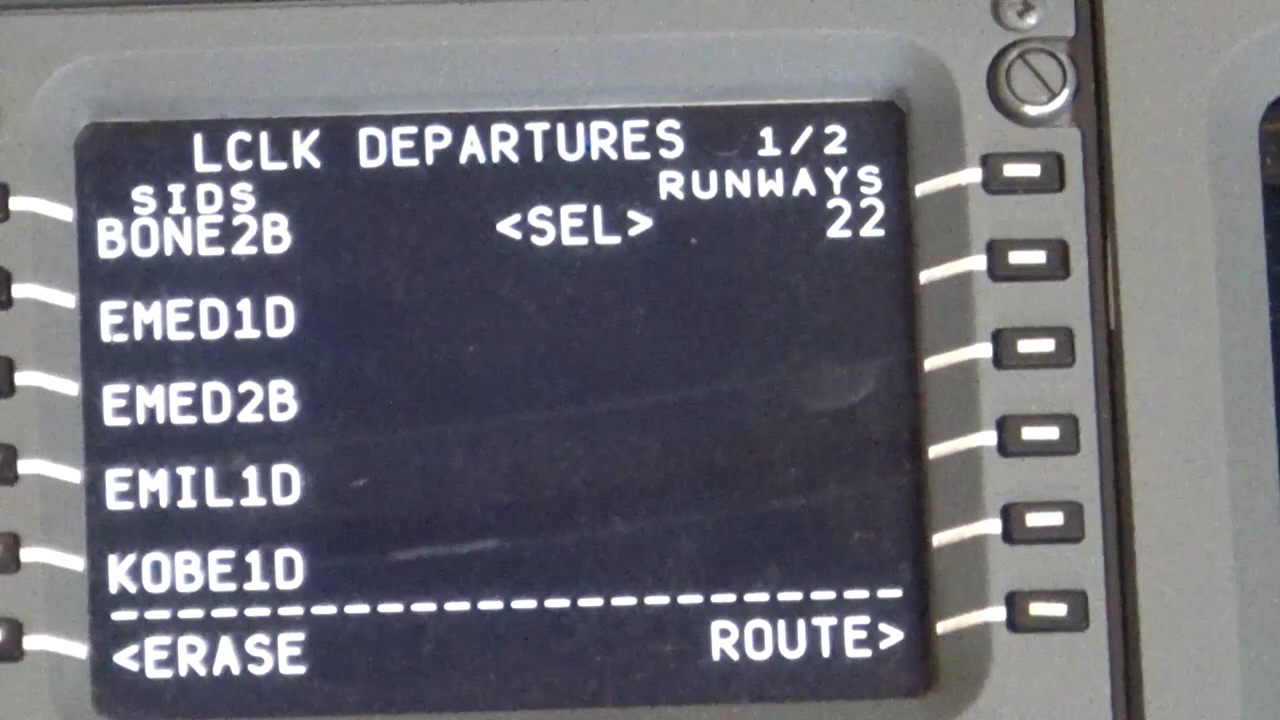 LCLK DEPARTURES 1/2
SIDS RUNWAYS
BONE2B <SEL> 22
EMED1D
EMED2B
EMIL1D
KOBE1D
<ERASE ROUTE>